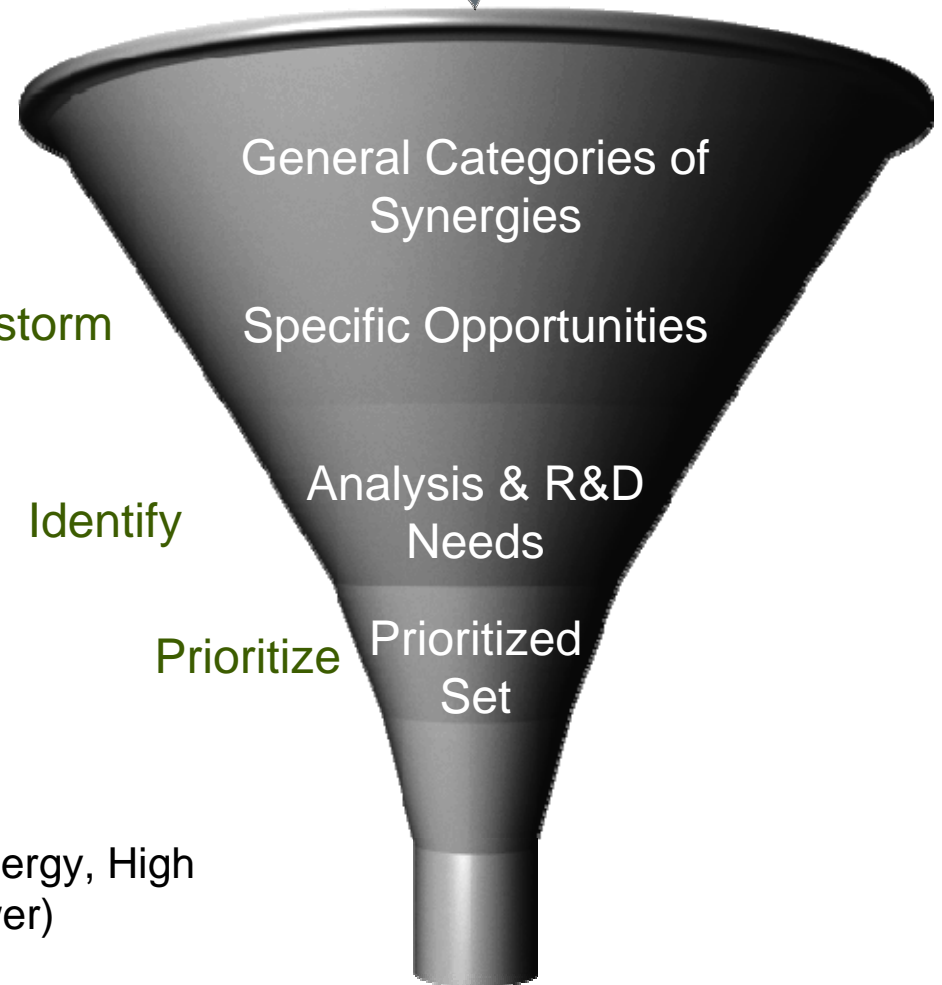 General Categories of
Synergies
storm
Specific Opportunities
Analysis & R&D
Needs
Identify
Prioritize
Prioritized
Set
ergy, High
er)